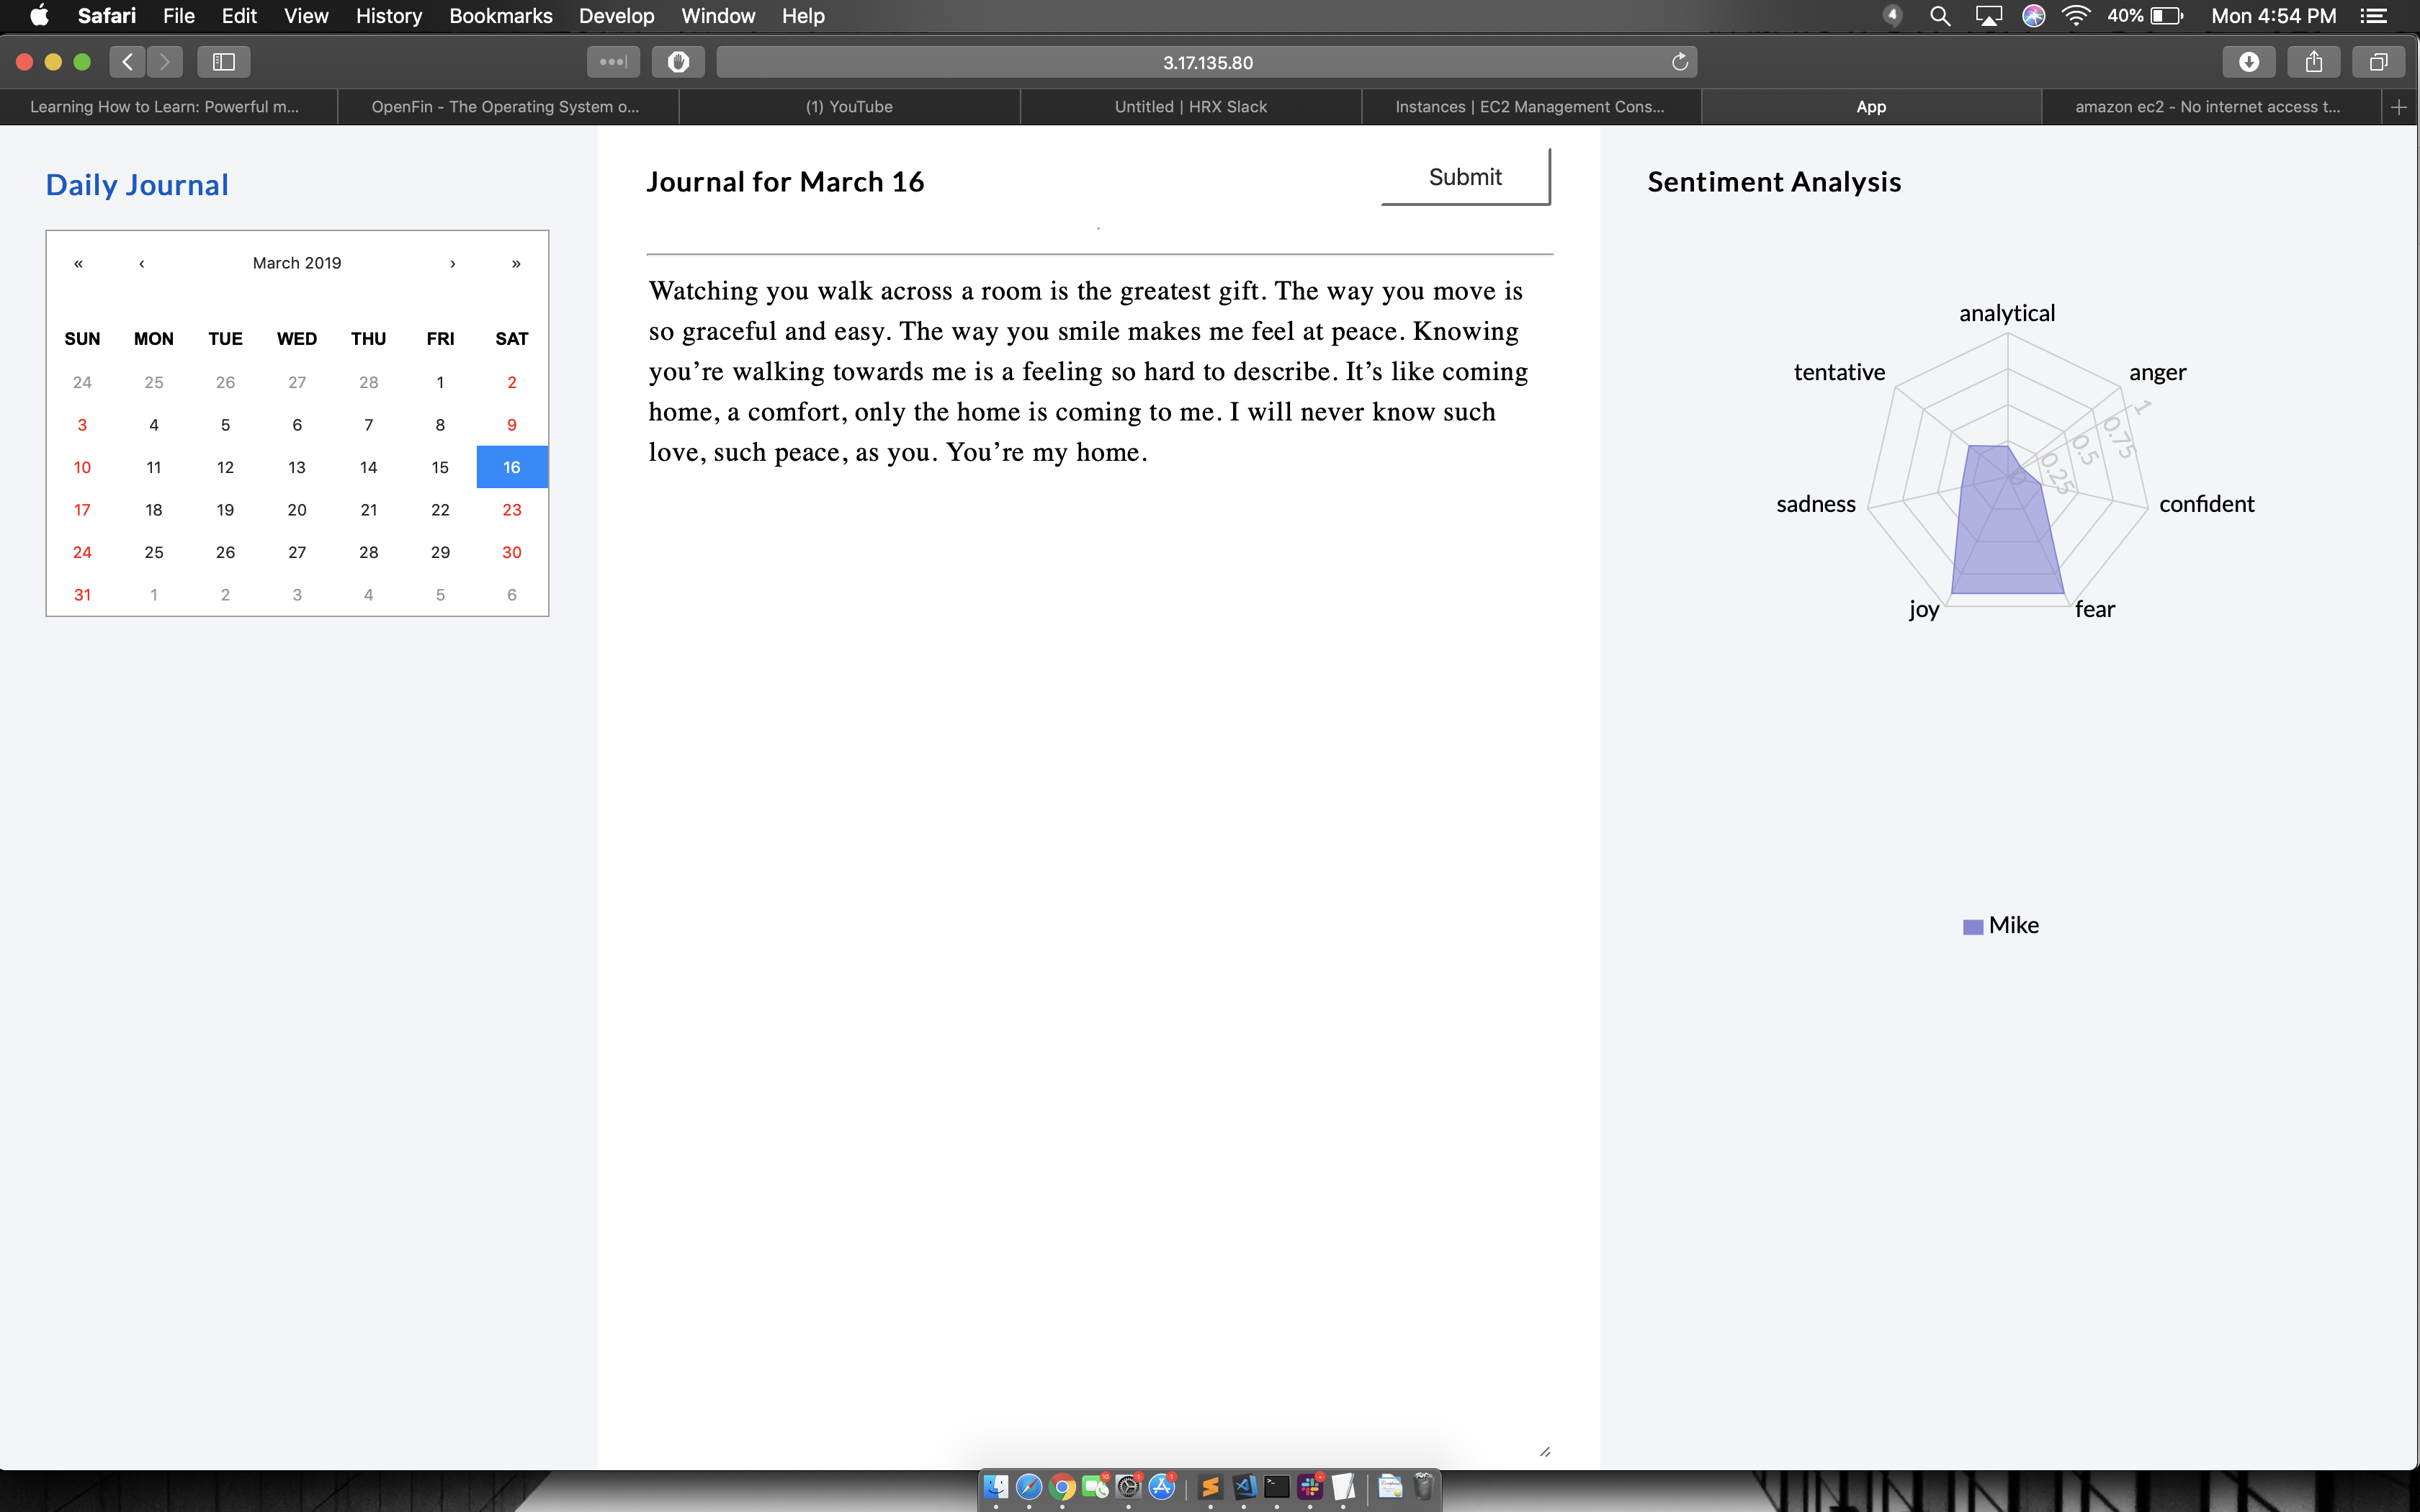 Safari File Edit View History Bookmarks Develop Window Help 4 40% Mon 4:54 PM
3.17.135.80
Learning How to Learn: Powerful m... OpenFin - The Operating System o... (1) YouTube Untitled | HRX Slack Instances | EC2 Management Cons... App amazon ec2 - No internet access t...
Daily Journal
« ‹ March 2019 › »
SUN MON TUE WED THU FRI SAT
24 25 26 27 28 1 2
3 4 5 6 7 8 9
10 11 12 13 14 15 16
17 18 19 20 21 22 23
24 25 26 27 28 29 30
31 1 2 3 4 5 6
Journal for March 16
Submit
Watching you walk across a room is the greatest gift. The way you move is
so graceful and easy. The way you smile makes me feel at peace. Knowing
you’re walking towards me is a feeling so hard to describe. It’s like coming
home, a comfort, only the home is coming to me. I will never know such
love, such peace, as you. You’re my home.
Sentiment Analysis
analytical
tentative
anger
1
0.75
0.5
0.25
0
sadness
confident
joy
fear
Mike